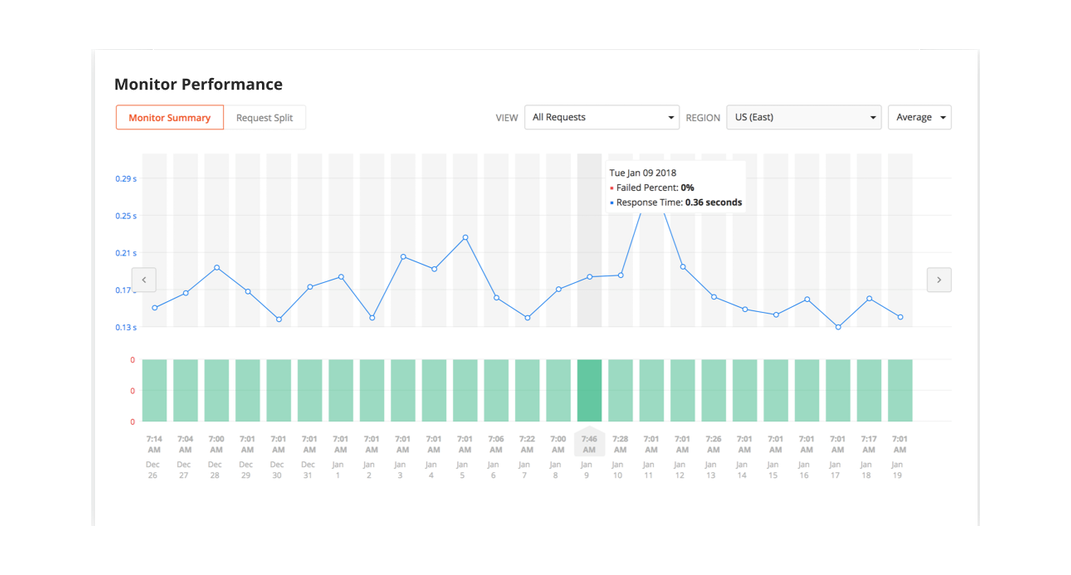 Monitor Performance
Monitor Summary
Request Split
VIEW
All Requests
REGION
US (East)
Average
Tue Jan 09 2018
Failed Percent: 0%
Response Time: 0.36 seconds
0.29 s
0.25 s
0.21 s
0.17
0.13 s
0
0
0
7:14 7:04 7:00 7:01 7:01 7:01 7:01 7:01 7:01 7:01 7:01 7:06 7:22 7:00 7:46 7:28 7:01 7:01 7:26 7:01 7:01 7:01 7:01 7:17 7:01
AM AM AM AM AM AM AM AM AM AM AM AM AM AM AM AM AM AM AM AM AM AM AM AM AM
Dec Dec Dec Dec Dec Dec Jan Jan Jan Jan Jan Jan Jan Jan Jan Jan Jan Jan Jan Jan Jan Jan Jan Jan Jan
26 27 28 29 30 31 1 2 3 4 5 6 7 8 9 10 11 12 13 14 15 16 17 18 19